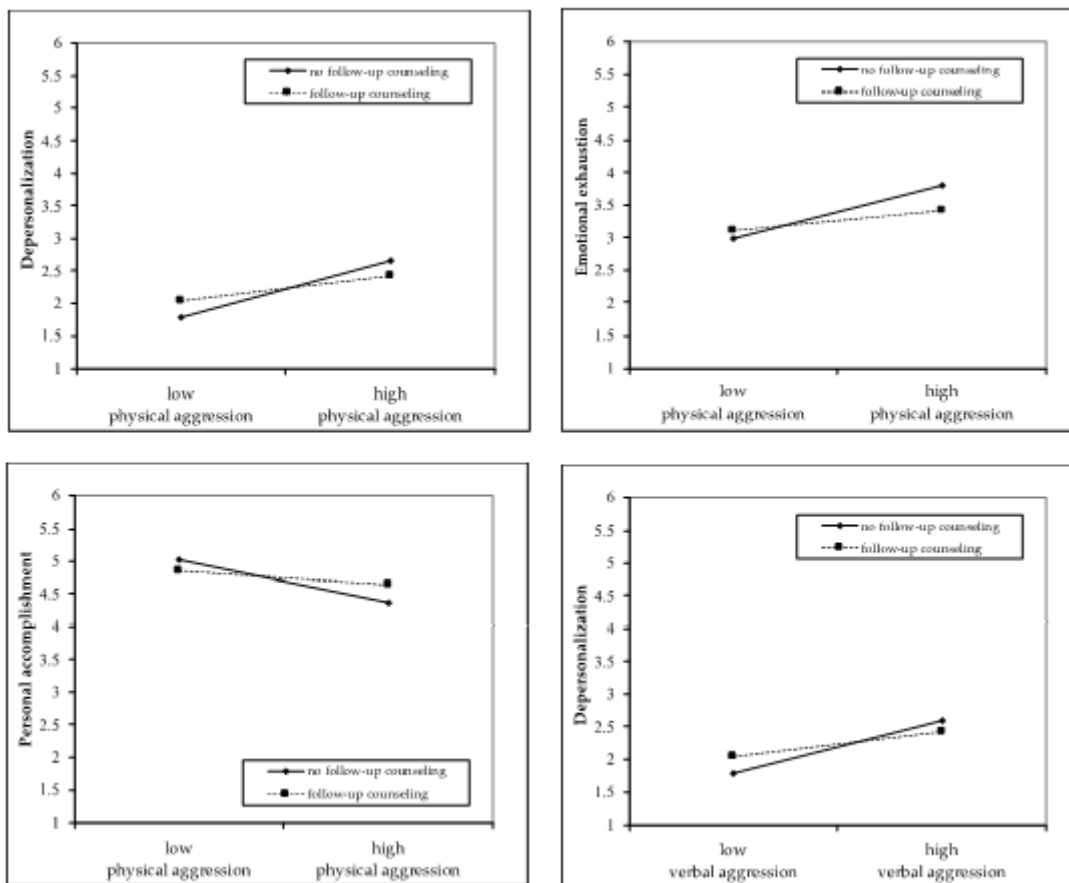 6
5.5
5
4.5
4
3.5
3
2.5
2
1.5
1
Depersonalization
no follow-up counseling
follow-up counseling
low
physical aggression
high
physical aggression
6
5.5
5
4.5
4
3.5
3
2.5
2
1.5
1
Emotional exhaustion
no follow-up counseling
follow-up counseling
low
physical aggression
high
physical aggression
6
5.5
5
4.5
4
3.5
3
2.5
2
1.5
1
Personal accomplishment
no follow-up counseling
follow-up counseling
low
physical aggression
high
physical aggression
6
5.5
5
4.5
4
3.5
3
2.5
2
1.5
1
Depersonalization
no follow-up counseling
follow-up counseling
low
verbal aggression
high
verbal aggression